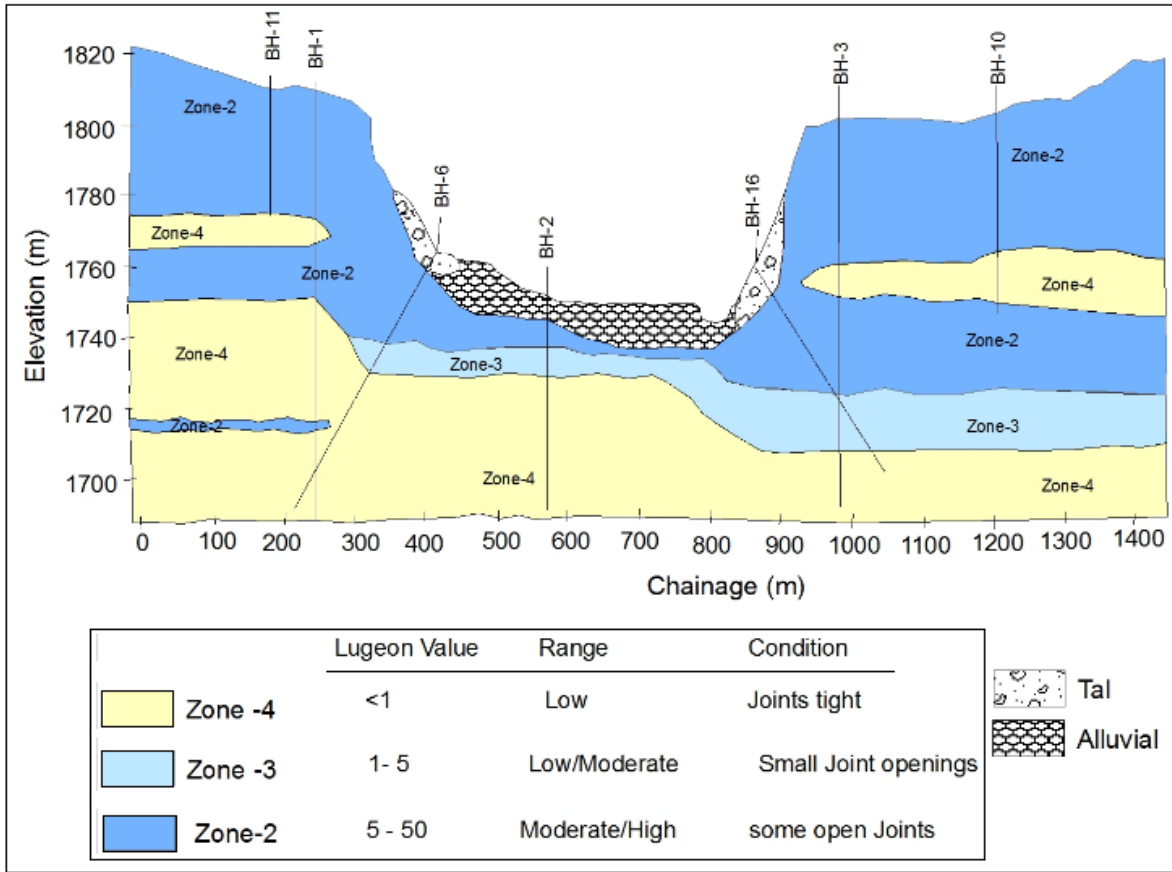 BH-11
BH-1
BH-3
BH-10
BH-6
BH-2
BH-16
1820
1800
1780
1760
1740
1720
1700
Elevation (m)
Zone-2
Zone-2
Zone-4
Zone-2
Zone-4
Zone-4
Zone-3
Zone-2
Zone-2
Zone-3
Zone-4
Zone-4
0 100 200 300 400 500 600 700 800 900 1000 1100 1200 1300 1400
Chainage (m)
Lugeon Value Range Condition
Zone -4 <1 Low Joints tight
Zone -3 1- 5 Low/Moderate Small Joint openings
Zone-2 5 - 50 Moderate/High some open Joints
Tal
Alluvial